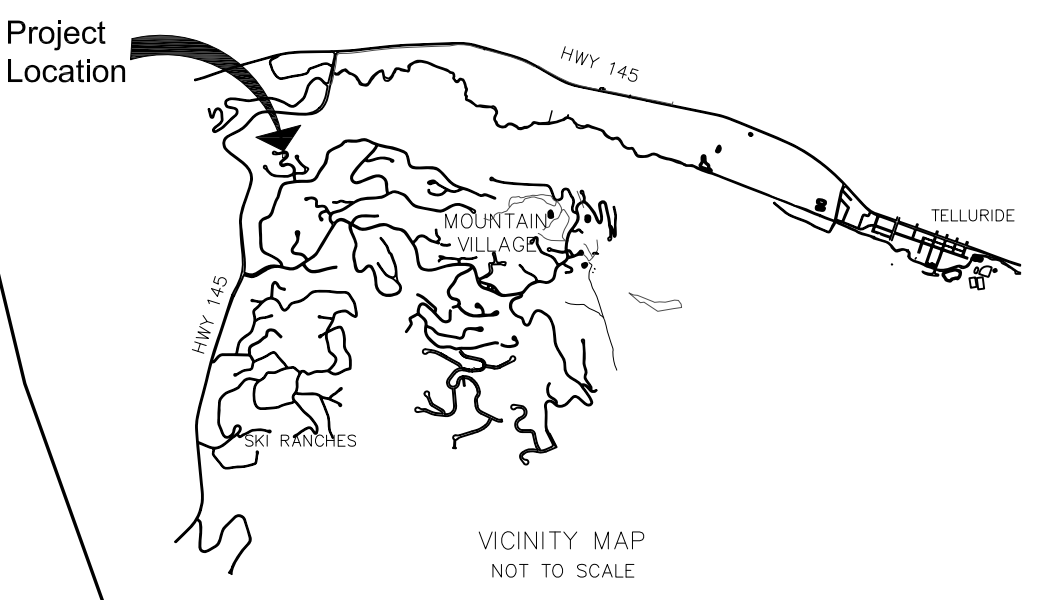 Project
Location
HWY 145
TELLURIDE
MOUNTAIN
VILLAGE
HWY 145
SKI RANCHES
VICINITY MAP
NOT TO SCALE